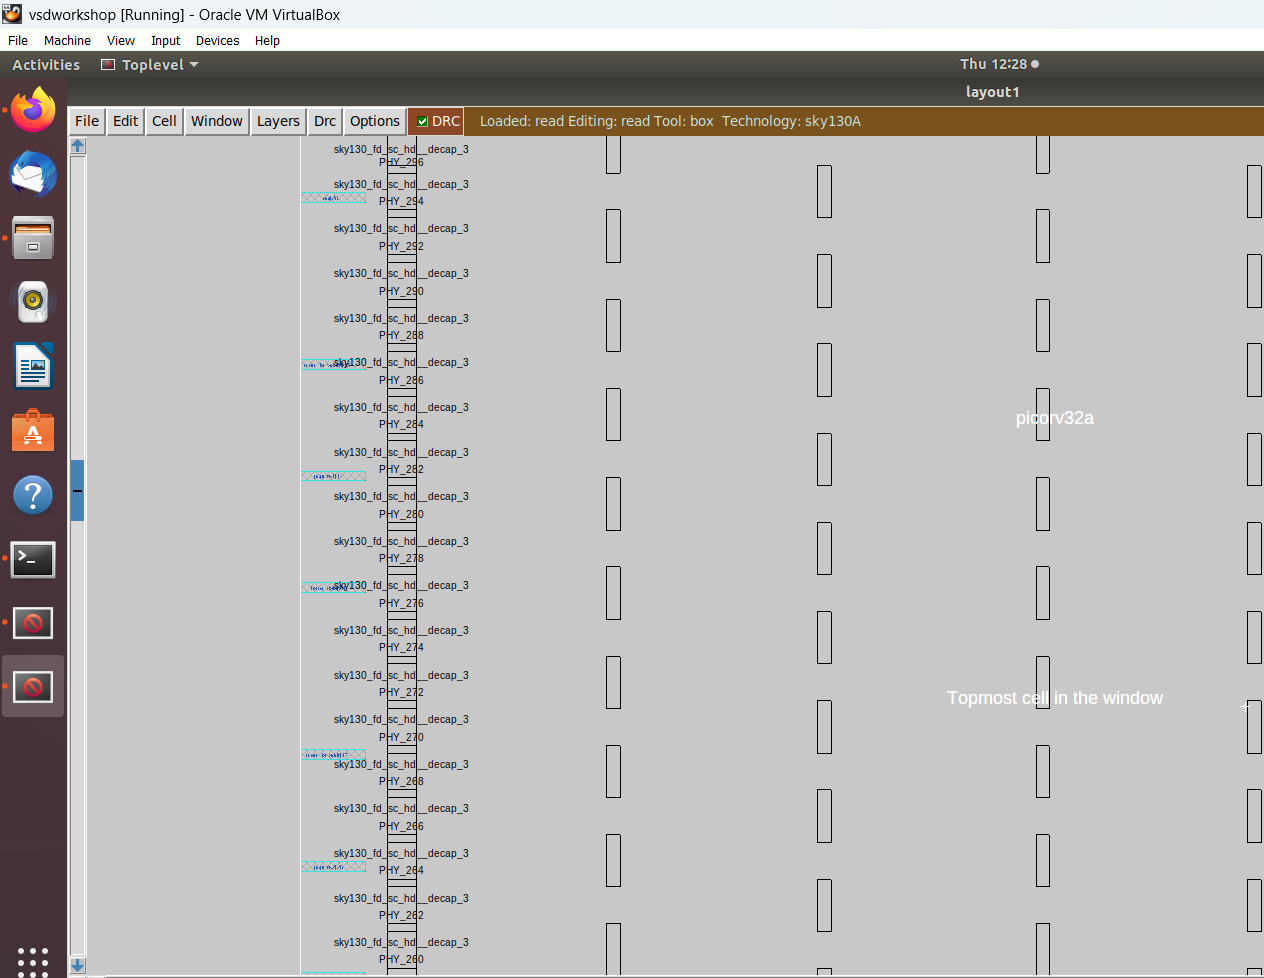 vsdworkshop [Running] - Oracle VM VirtualBox
File Machine View Input Devices Help
Activities Toplevel Thu 12:28
layout1
File Edit Cell Window Layers Drc Options DRC Loaded: read Editing: read Tool: box Technology: sky130A
sky130_fd_sc_hd__decap_3
PHY_296
sky130_fd_sc_hd__decap_3
PHY_294
sky130_fd_sc_hd__decap_3
PHY_292
sky130_fd_sc_hd__decap_3
PHY_290
sky130_fd_sc_hd__decap_3
PHY_288
sky130_fd_sc_hd__decap_3
PHY_286
sky130_fd_sc_hd__decap_3
picorv32a
PHY_284
sky130_fd_sc_hd__decap_3
PHY_282
sky130_fd_sc_hd__decap_3
PHY_280
sky130_fd_sc_hd__decap_3
PHY_278
sky130_fd_sc_hd__decap_3
PHY_276
sky130_fd_sc_hd__decap_3
PHY_274
sky130_fd_sc_hd__decap_3
PHY_272
Topmost cell in the window
sky130_fd_sc_hd__decap_3
PHY_270
sky130_fd_sc_hd__decap_3
PHY_268
sky130_fd_sc_hd__decap_3
PHY_266
sky130_fd_sc_hd__decap_3
PHY_264
sky130_fd_sc_hd__decap_3
PHY_262
sky130_fd_sc_hd__decap_3
PHY_260